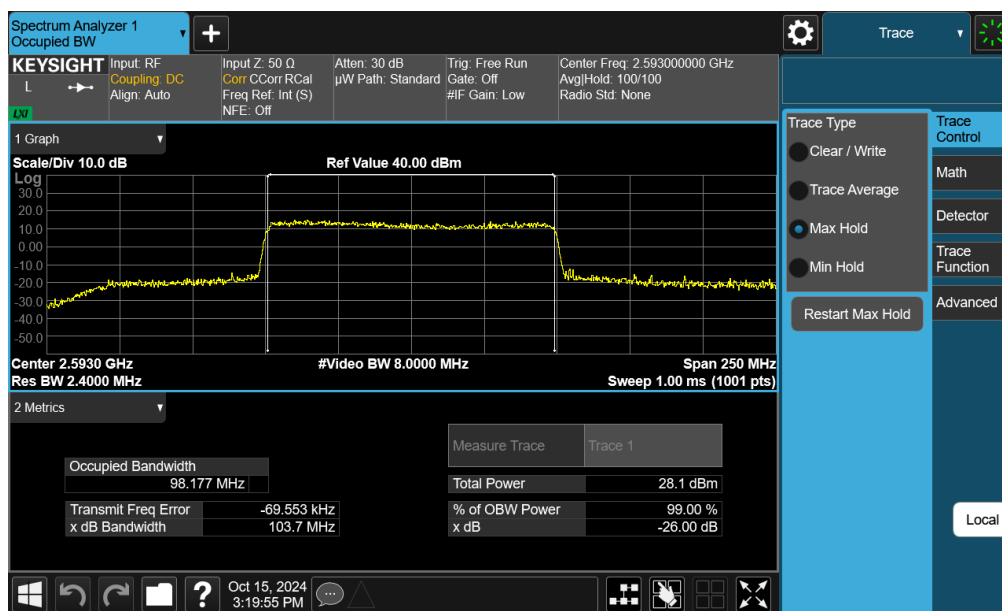 Spectrum Analyzer 1
Occupied BW
Trace
KEYSIGHT
L
LXI
Input: RF
Coupling: DC
Align: Auto
Input Z: 50 Ω
Corr CCorr RCal
Freq Ref: Int (S)
NFE: Off
Atten: 30 dB
µW Path: Standard
Trig: Free Run
Gate: Off
#IF Gain: Low
Center Freq: 2.593000000 GHz
Avg|Hold: 100/100
Radio Std: None
1 Graph
Scale/Div 10.0 dB
Ref Value 40.00 dBm
Log
30.0
20.0
10.0
0.00
-10.0
-20.0
-30.0
-40.0
-50.0
Center 2.5930 GHz
#Video BW 8.0000 MHz
Span 250 MHz
Res BW 2.4000 MHz
Sweep 1.00 ms (1001 pts)
2 Metrics
Measure Trace
Trace 1
Occupied Bandwidth
98.177 MHz
Total Power
28.1 dBm
Transmit Freq Error
-69.553 kHz
% of OBW Power
99.00 %
x dB Bandwidth
103.7 MHz
x dB
-26.00 dB
Trace Type
Clear / Write
Trace Average
Max Hold
Min Hold
Restart Max Hold
Trace
Control
Math
Detector
Trace
Function
Advanced
Local
?
Oct 15, 2024
3:19:55 PM